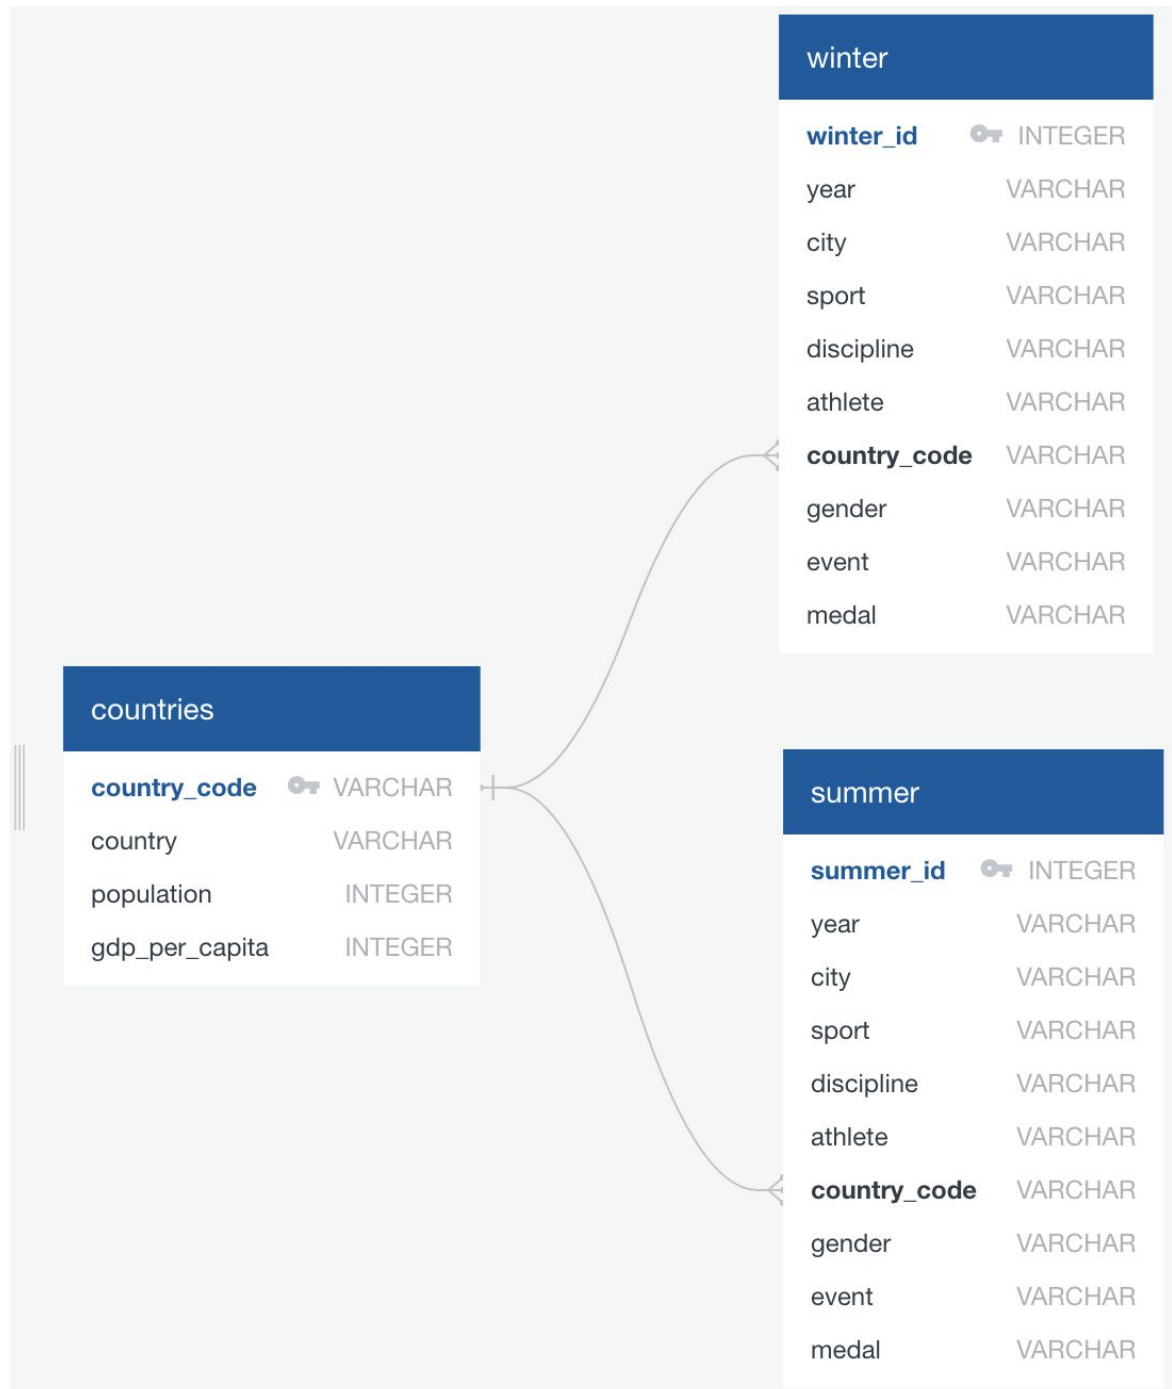 winter
winter_id INTEGER
year VARCHAR
city VARCHAR
sport VARCHAR
discipline VARCHAR
athlete VARCHAR
country_code VARCHAR
gender VARCHAR
event VARCHAR
medal VARCHAR
countries
country_code VARCHAR
country VARCHAR
population INTEGER
gdp_per_capita INTEGER
summer
summer_id INTEGER
year VARCHAR
city VARCHAR
sport VARCHAR
discipline VARCHAR
athlete VARCHAR
country_code VARCHAR
gender VARCHAR
event VARCHAR
medal VARCHAR